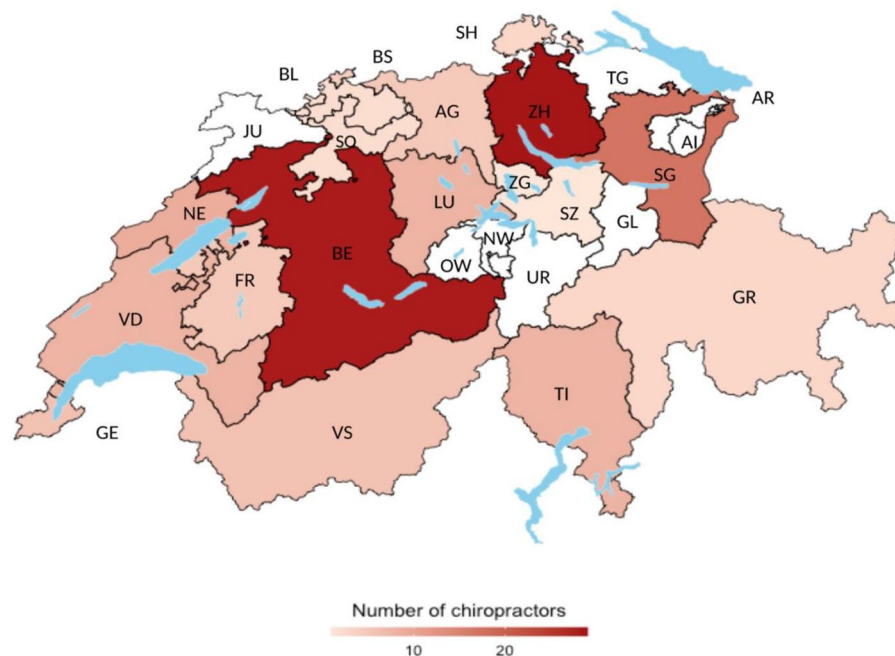 SH
BS
BL
TG
AR
JU
AG
ZH
SO
AI
SG
ZG
NE
LU
SZ
GL
NW
BE
OW
UR
FR
GR
VD
TI
GE
VS
Number of chiropractors
10 20